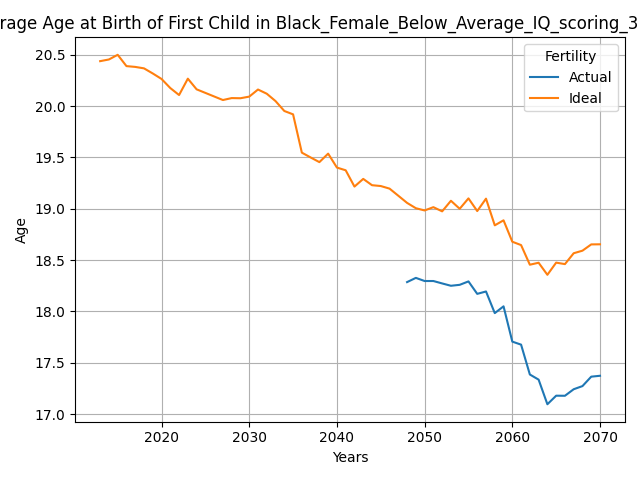 rage Age at Birth of First Child in Black_Female_Below_Average_IQ_scoring_3
Fertility
Actual
Ideal
20.5
20.0
19.5
19.0
18.5
18.0
17.5
17.0
Age
2020 2030 2040 2050 2060 2070
Years